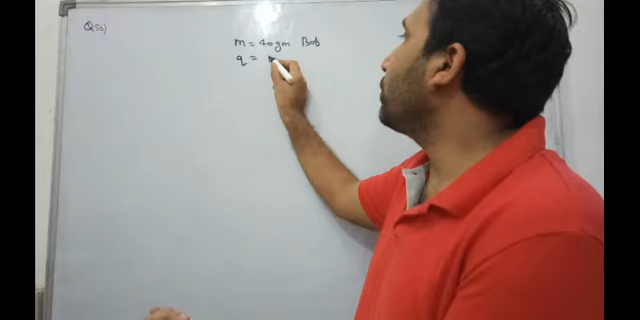 Q(50)
m = 40gm Bob
q =